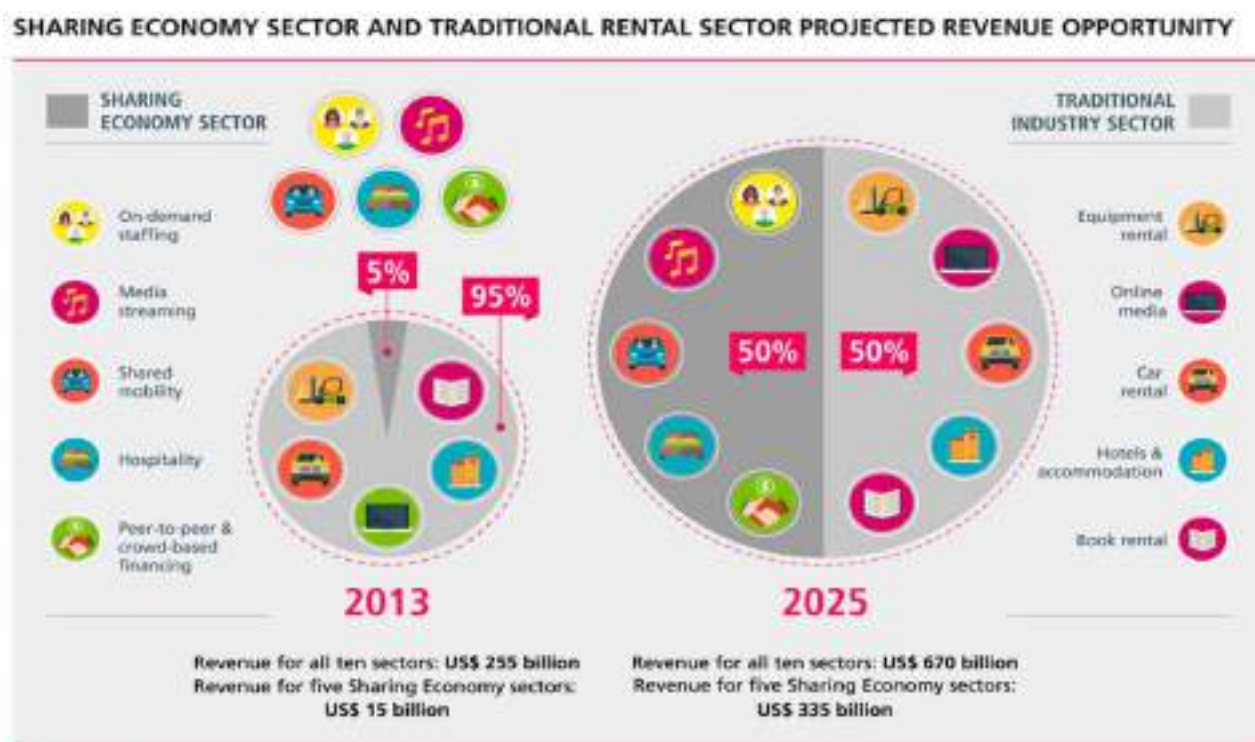 SHARING ECONOMY SECTOR AND TRADITIONAL RENTAL SECTOR PROJECTED REVENUE OPPORTUNITY
SHARING
ECONOMY SECTOR
On-demand
staffing
Media
streaming
Shared
mobility
Hospitality
Peer-to-peer &
crowd-based
financing
5%
95%
2013
Revenue for all ten sectors: US$ 255 billion
Revenue for five Sharing Economy sectors:
US$ 15 billion
50%
50%
2025
Revenue for all ten sectors: US$ 670 billion
Revenue for five Sharing Economy sectors:
US$ 335 billion
TRADITIONAL
INDUSTRY SECTOR
Equipment
rental
Online
media
Car
rental
Hotels &
accommodation
Book rental